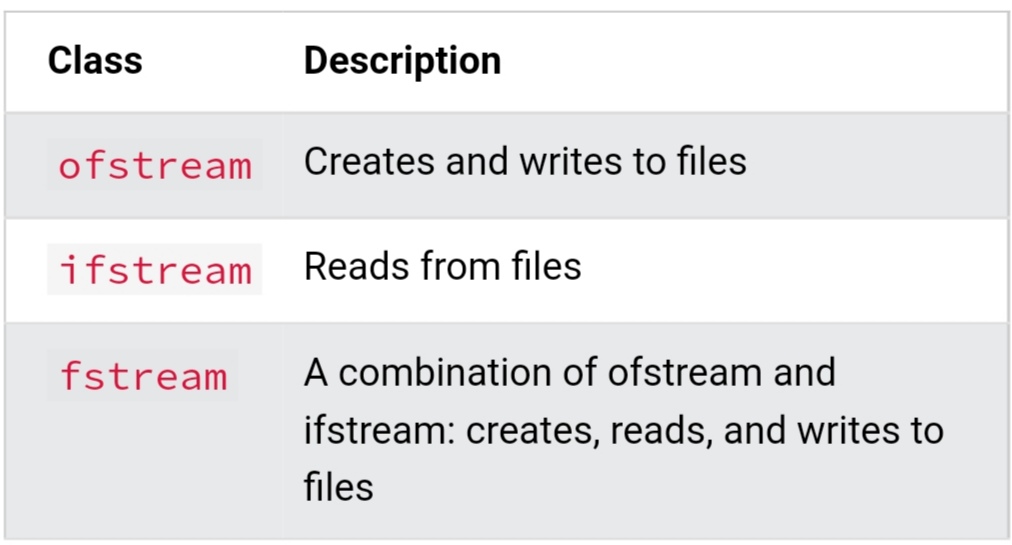 Class Description
ofstream Creates and writes to files
ifstream Reads from files
fstream A combination of ofstream and
ifstream: creates, reads, and writes to
files